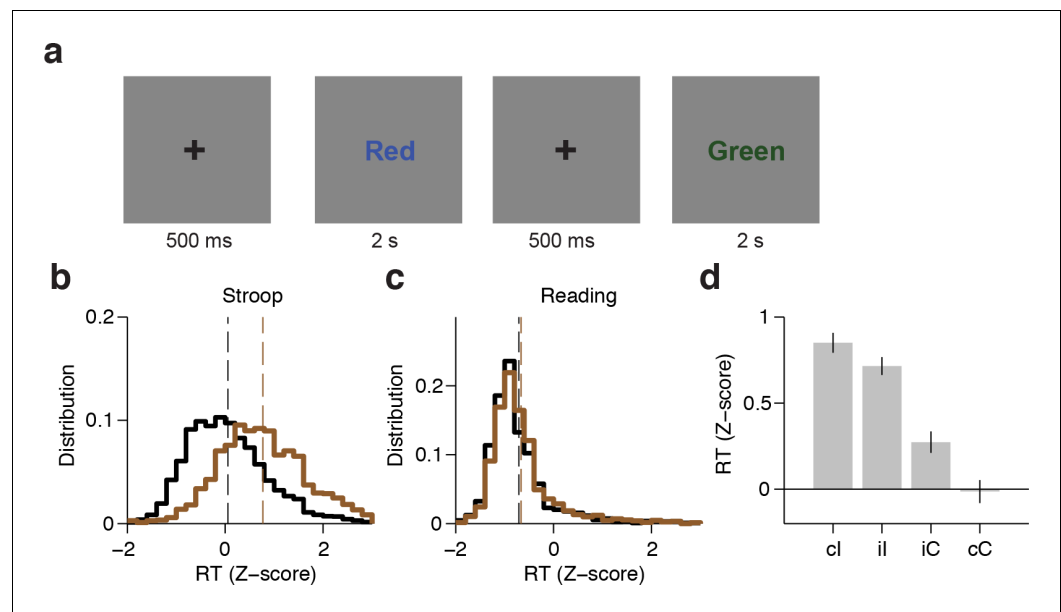 a
+
Red
+
Green
500 ms
2 s
500 ms
2 s
b
Stroop
0.2
0.1
0
Distribution
−2
0
2
RT (Z−score)
c
Reading
0.2
0.1
0
Distribution
−2
0
2
RT (Z−score)
d
1
0.5
0
RT (Z−score)
cI
iI
iC
cC